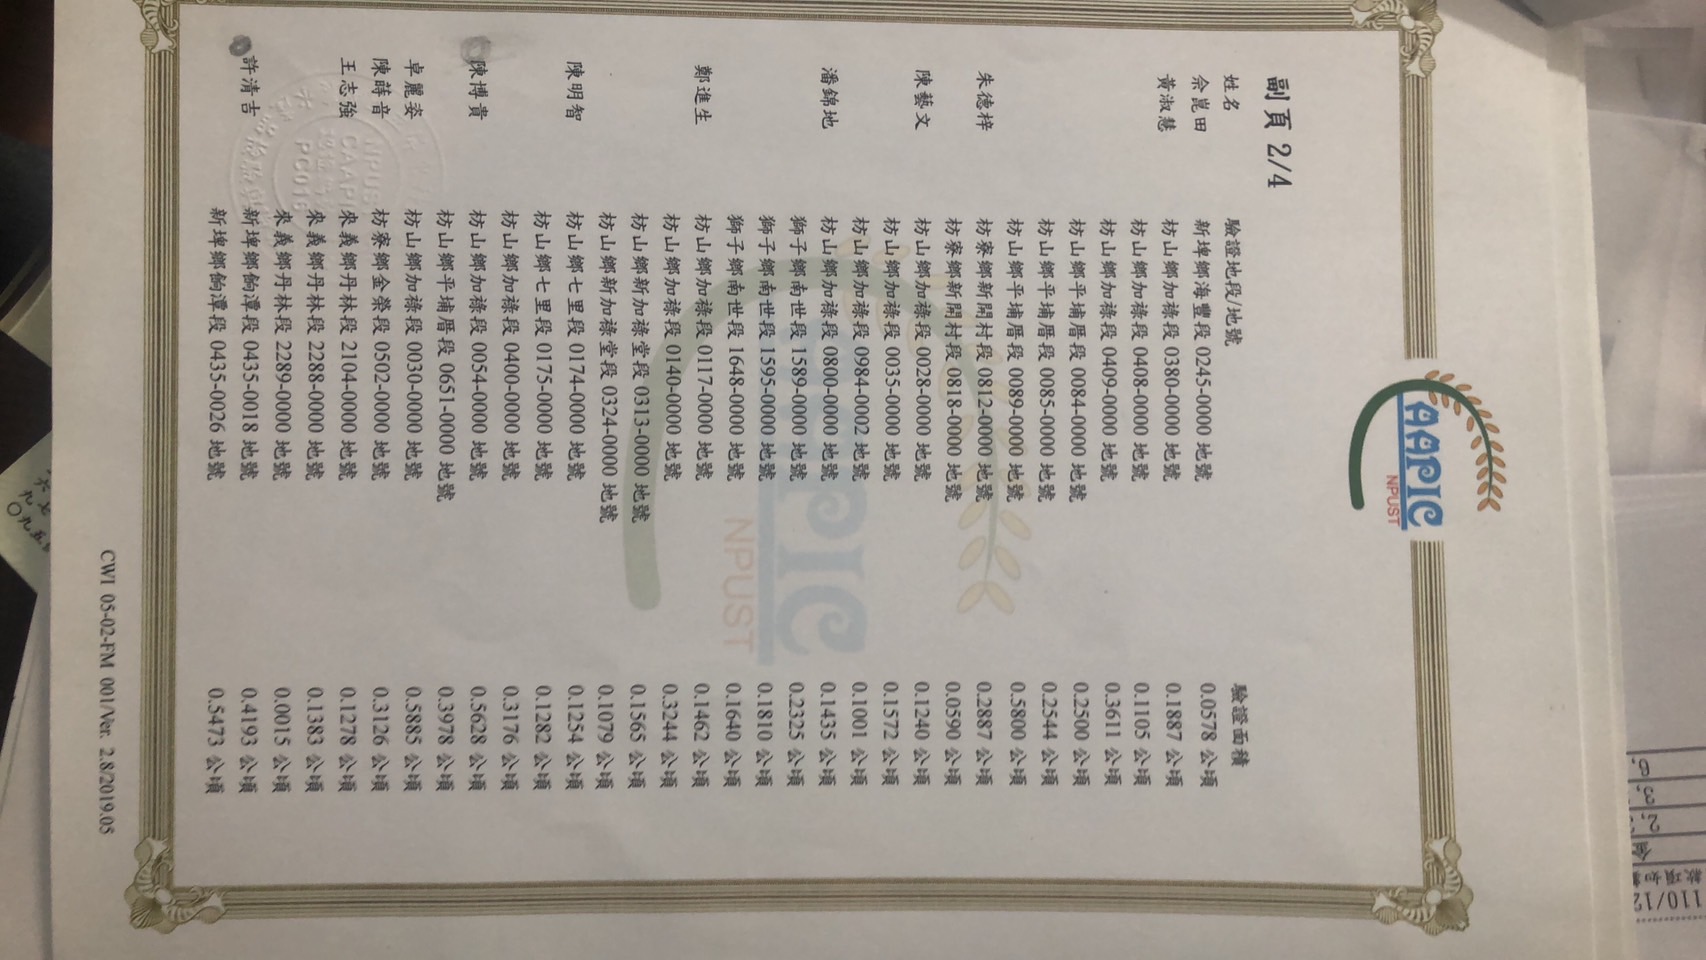 110/12
款項如
金
2,
3,
6,
AAPIC
NPUST
副頁 2/4
姓名 驗證地段/地號 驗證面積
佘崑田 新埤鄉海豐段 0245-0000 地號 0.0578 公頃
黃淑慧 枋山鄉加祿段 0380-0000 地號 0.1887 公頃
枋山鄉加祿段 0408-0000 地號 0.1105 公頃
枋山鄉加祿段 0409-0000 地號 0.3611 公頃
枋山鄉平埔厝段 0084-0000 地號 0.2500 公頃
枋山鄉平埔厝段 0085-0000 地號 0.2544 公頃
枋山鄉平埔厝段 0089-0000 地號 0.5800 公頃
朱德梓 枋寮鄉新開村段 0812-0000 地號 0.2887 公頃
枋寮鄉新開村段 0818-0000 地號 0.0590 公頃
陳藝文 枋山鄉加祿段 0028-0000 地號 0.1240 公頃
枋山鄉加祿段 0035-0000 地號 0.1572 公頃
枋山鄉加祿段 0984-0002 地號 0.1001 公頃
潘錦地 枋山鄉加祿段 0800-0000 地號 0.1435 公頃
獅子鄉南世段 1589-0000 地號 0.2325 公頃
獅子鄉南世段 1595-0000 地號 0.1810 公頃
獅子鄉南世段 1648-0000 地號 0.1640 公頃
鄭進生 枋山鄉加祿段 0117-0000 地號 0.1462 公頃
枋山鄉加祿段 0140-0000 地號 0.3244 公頃
枋山鄉新加祿堂段 0313-0000 地號 0.1565 公頃
枋山鄉新加祿堂段 0324-0000 地號 0.1079 公頃
陳明智 枋山鄉七里段 0174-0000 地號 0.1254 公頃
枋山鄉七里段 0175-0000 地號 0.1282 公頃
枋山鄉加祿段 0400-0000 地號 0.3176 公頃
陳博貴 枋山鄉加祿段 0054-0000 地號 0.5628 公頃
枋山鄉平埔厝段 0651-0000 地號 0.3978 公頃
卓麗姿 枋山鄉加祿段 0030-0000 地號 0.5885 公頃
陳蒔音 枋寮鄉金榮段 0502-0000 地號 0.3126 公頃
王志強 來義鄉丹林段 2104-0000 地號 0.1278 公頃
來義鄉丹林段 2288-0000 地號 0.1383 公頃
來義鄉丹林段 2289-0000 地號 0.0015 公頃
許清吉 新埤鄉餉潭段 0435-0018 地號 0.4193 公頃
新埤鄉餉潭段 0435-0026 地號 0.5473 公頃
AAPIC
NPUST
NPUST
CAAPI
PC016
CWI 05-02-FM 001/Ver. 2.8/2019.05